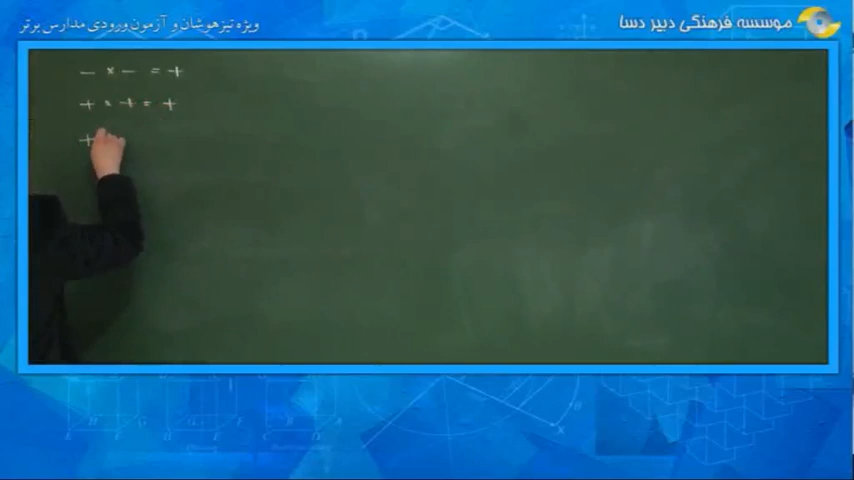 موسسه فرهنگی دبیر دسا
ویژه تیزهوشان و آزمون ورودی مدارس برتر
- × - = +
+ × + = +
+